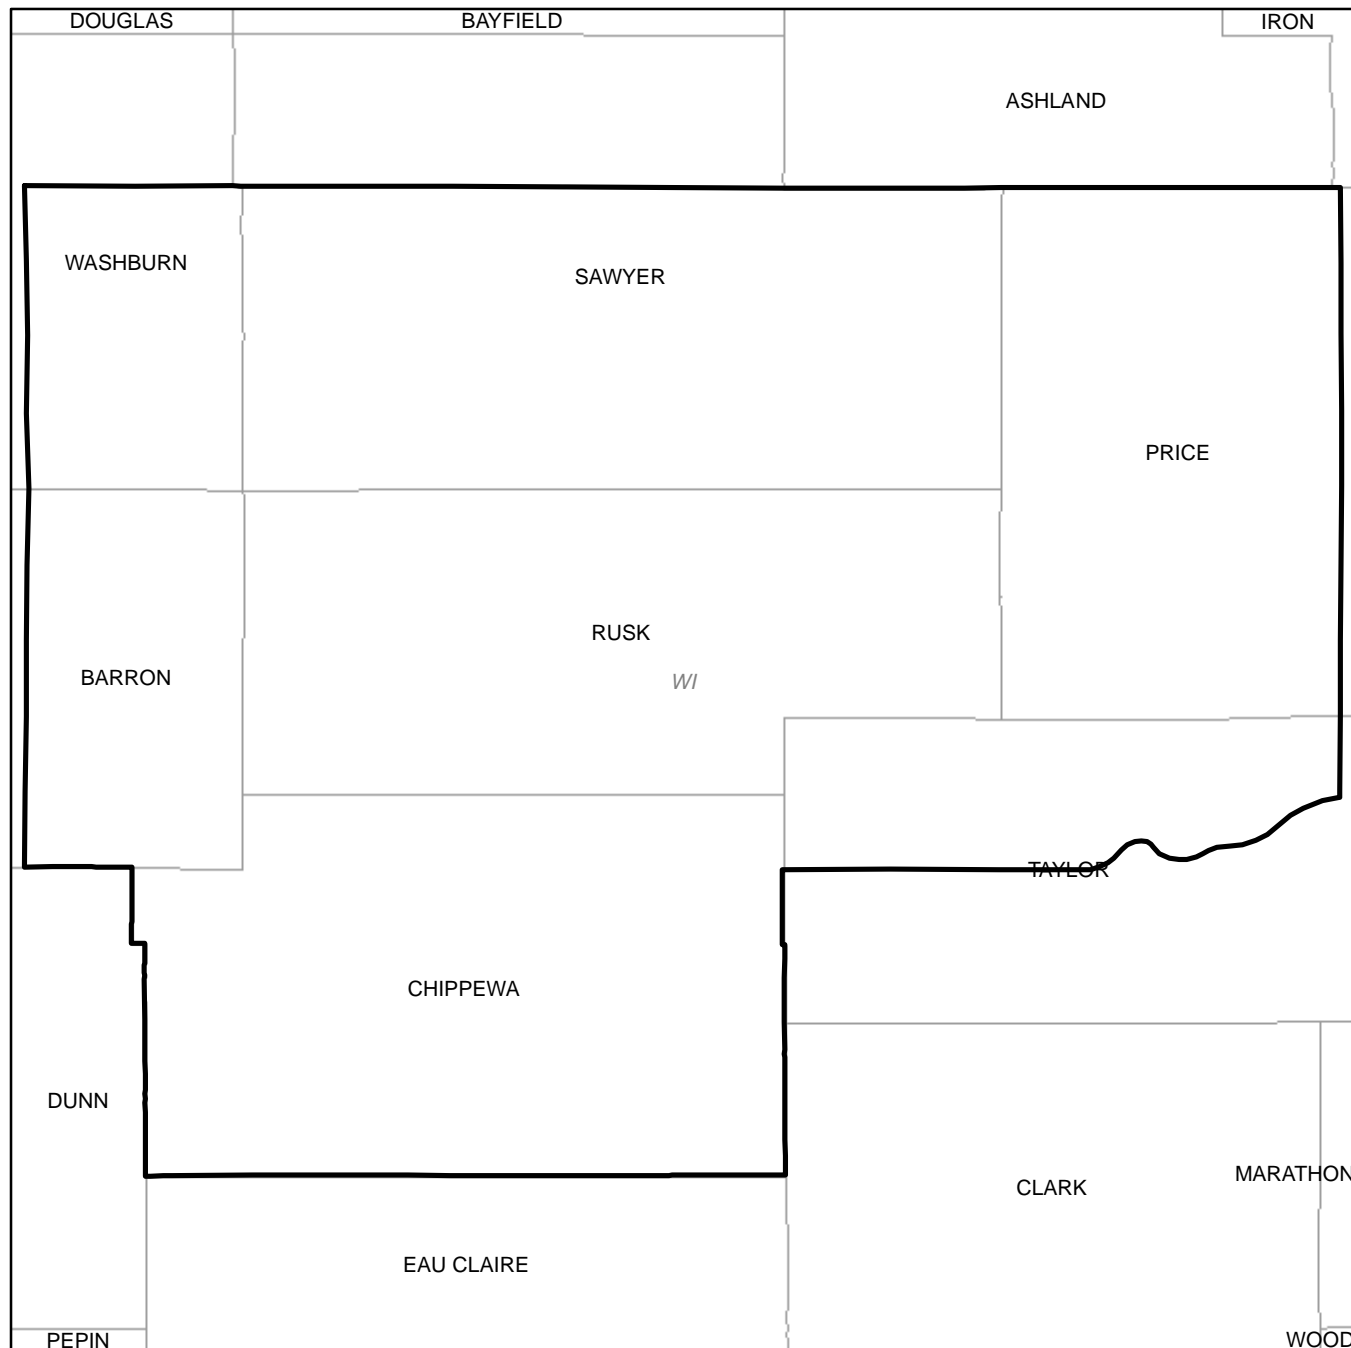 DOUGLAS
BAYFIELD
IRON
ASHLAND
WASHBURN
SAWYER
PRICE
RUSK
BARRON
WI
TAYLOR
CHIPPEWA
DUNN
MARATHON
CLARK
EAU CLAIRE
PEPIN
WOOD